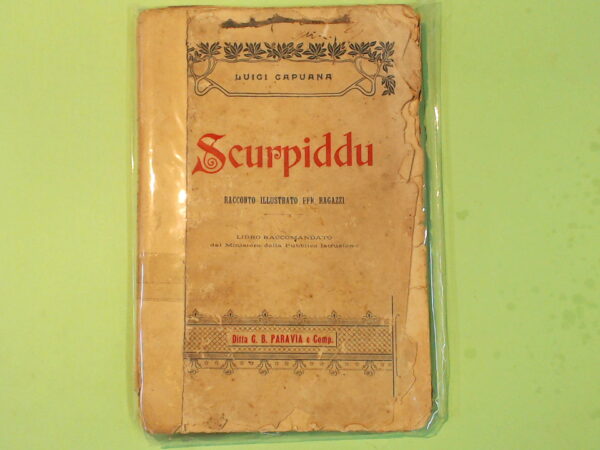 LUIGI CAPUANA
Scurpiddu
RACCONTO ILLUSTRATO PER RAGAZZI
LIBRO RACCOMANDATO
dal Ministero della Pubblica Istruzione
Ditta G. B. PARAVIA e Comp.